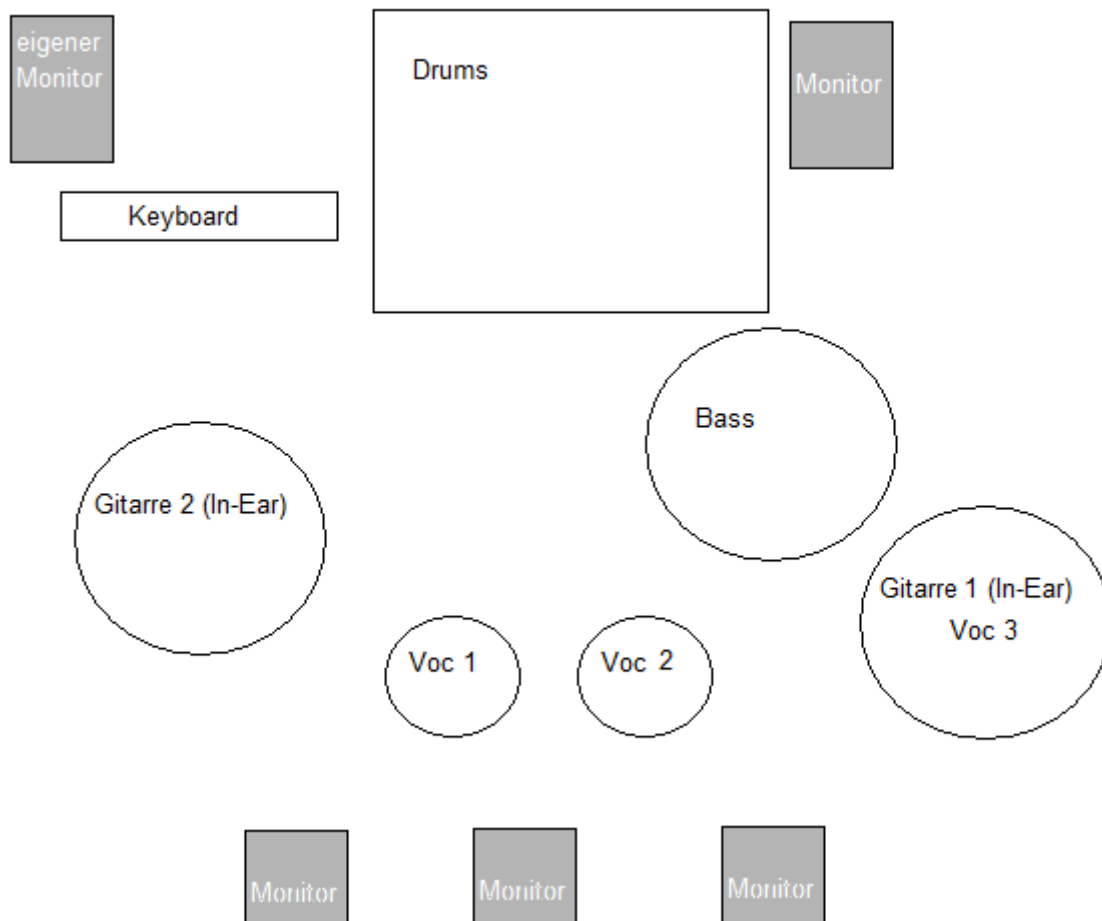 eigener
Monitor
Drums
Monitor
Keyboard
Bass
Gitarre 2 (In-Ear)
Gitarre 1 (In-Ear)
Voc 3
Voc 1
Voc 2
Monitor
Monitor
Monitor